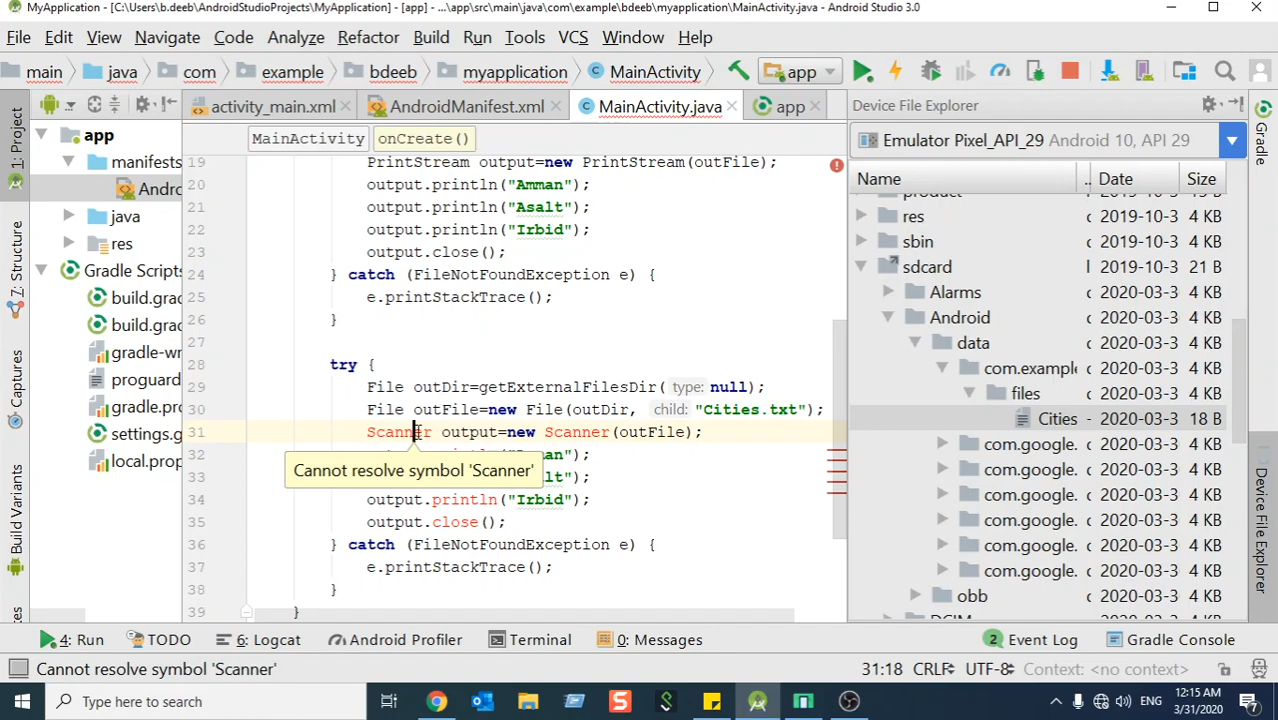 MyApplication - [C:\Users\b.deeb\AndroidStudioProjects\MyApplication] - [app] - ...\app\src\main\java\com\example\bdeeb\myapplication\MainActivity.java - Android Studio 3.0
File Edit View Navigate Code Analyze Refactor Build Run Tools VCS Window Help
main java com example bdeeb myapplication MainActivity app
activity_main.xml AndroidManifest.xml MainActivity.java app Device File Explorer
MainActivity onCreate() Emulator Pixel_API_29 Android 10, API 29
1: Project
Z: Structure
Captures
Build Variants
app
manifests
Andro
java
res
Gradle Scripts
build.grad
build.grad
gradle-wr
proguard
gradle.pro
settings.g
local.prop
19 PrintStream output=new PrintStream(outFile);
20 output.println("Amman");
21 output.println("Asalt");
22 output.println("Irbid");
23 output.close();
24 } catch (FileNotFoundException e) {
25 e.printStackTrace();
26 }
28 try {
29 File outDir=getExternalFilesDir( type: null);
30 File outFile=new File(outDir, child: "Cities.txt");
31 Scanner output=new Scanner(outFile);
32 an");
Cannot resolve symbol 'Scanner'
33 lt");
34 output.println("Irbid");
35 output.close();
36 } catch (FileNotFoundException e) {
37 e.printStackTrace();
38 }
39 }
Name .. Date Size
product
res c 2019-10-3 4 KB
sbin c 2019-10-3 4 KB
sdcard l 2019-10-3 21 B
Alarms c 2020-03-3 4 KB
Android c 2020-03-3 4 KB
data c 2020-03-3 4 KB
com.example c 2020-03-3 4 KB
files c 2020-03-3 4 KB
Cities 2020-03-3 18 B
com.google. c 2020-03-3 4 KB
com.google. c 2020-03-3 4 KB
com.google. c 2020-03-3 4 KB
com.google. c 2020-03-3 4 KB
com.google. c 2020-03-3 4 KB
com.google. c 2020-03-3 4 KB
obb c 2020-03-3 4 KB
DCIM
Gradle
Device File Explorer
4: Run TODO 6: Logcat Android Profiler Terminal 0: Messages 2 Event Log Gradle Console
Cannot resolve symbol 'Scanner' 31:18 CRLF UTF-8 Context: <no context>
Type here to search ENG 12:15 AM
3/31/2020 7